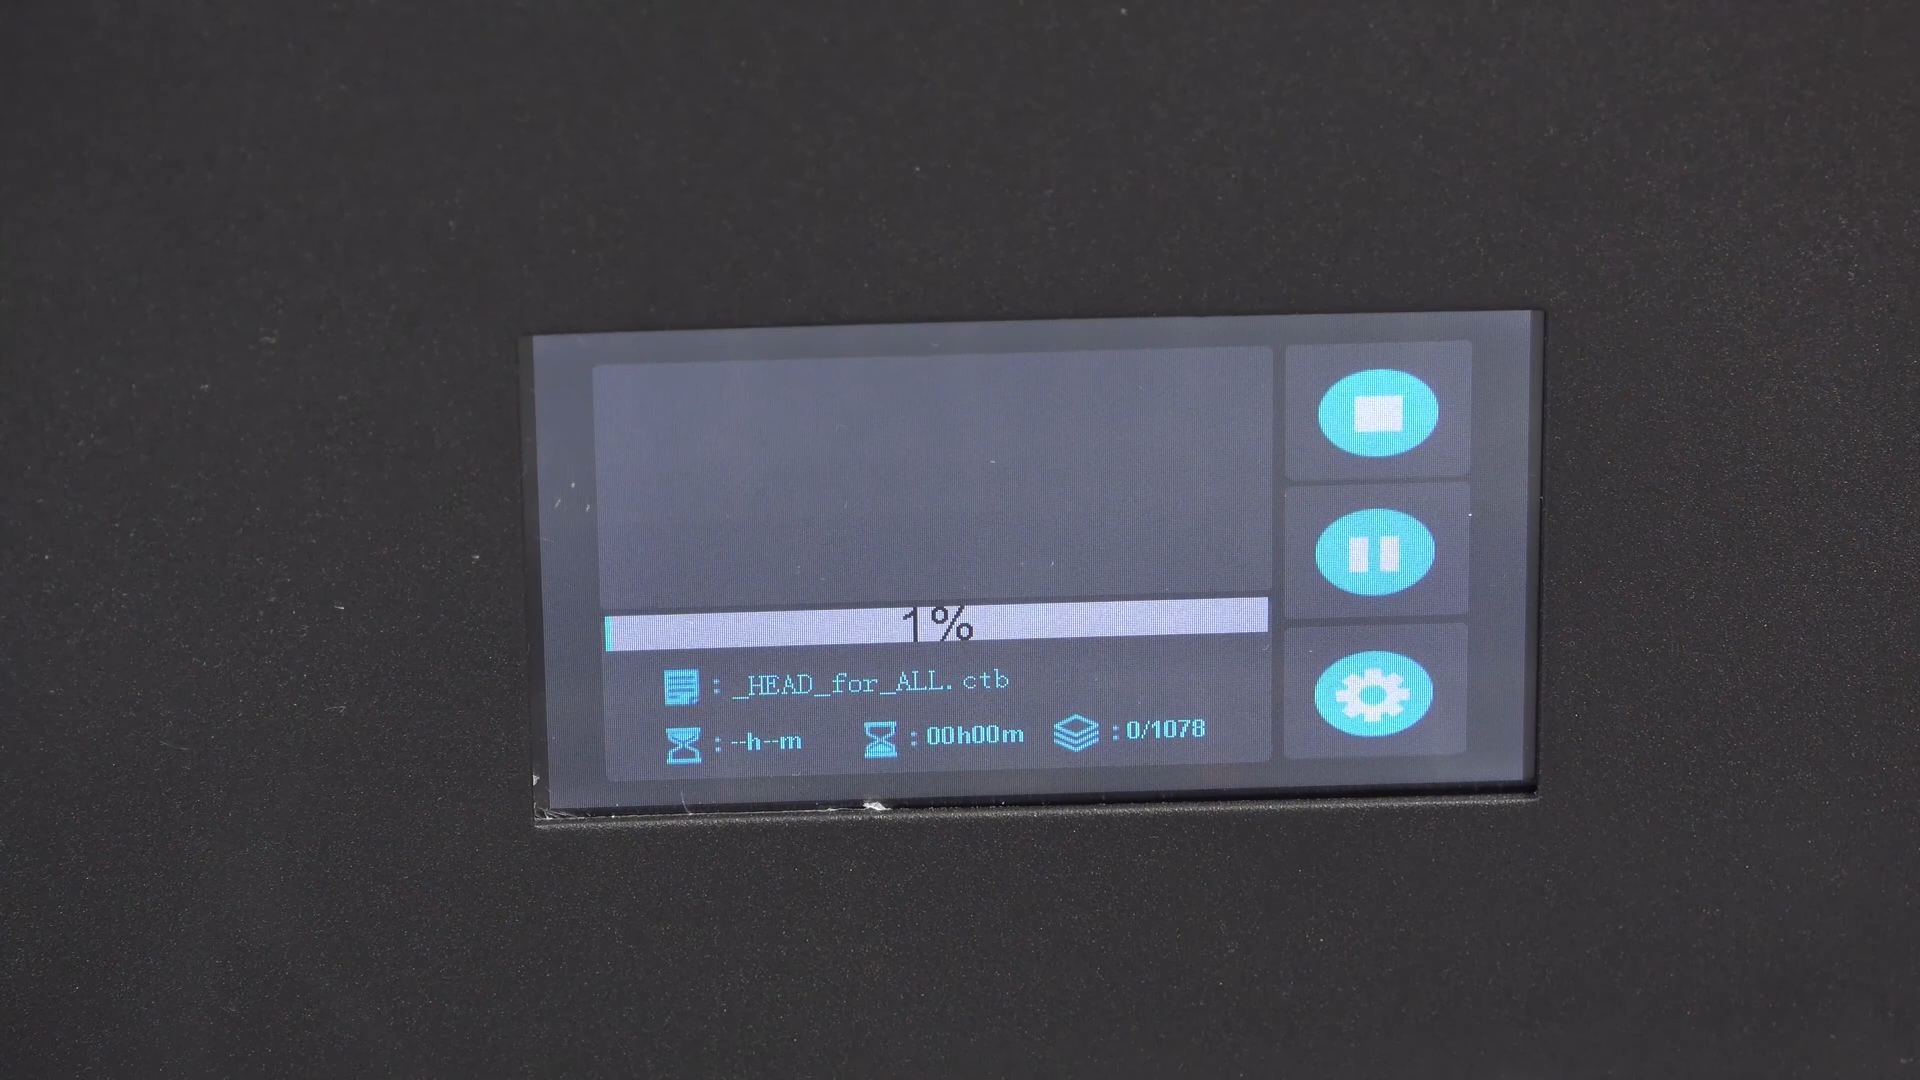 1%
: _HEAD_for_ALL.ctb
: --h--m : 00h00m : 0/1078